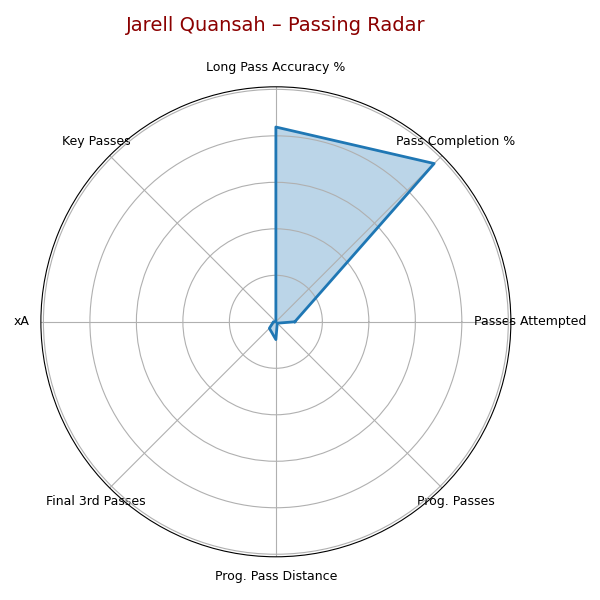 Jarell Quansah – Passing Radar
Long Pass Accuracy %
Key Passes
Pass Completion %
xA
Passes Attempted
Final 3rd Passes
Prog. Passes
Prog. Pass Distance